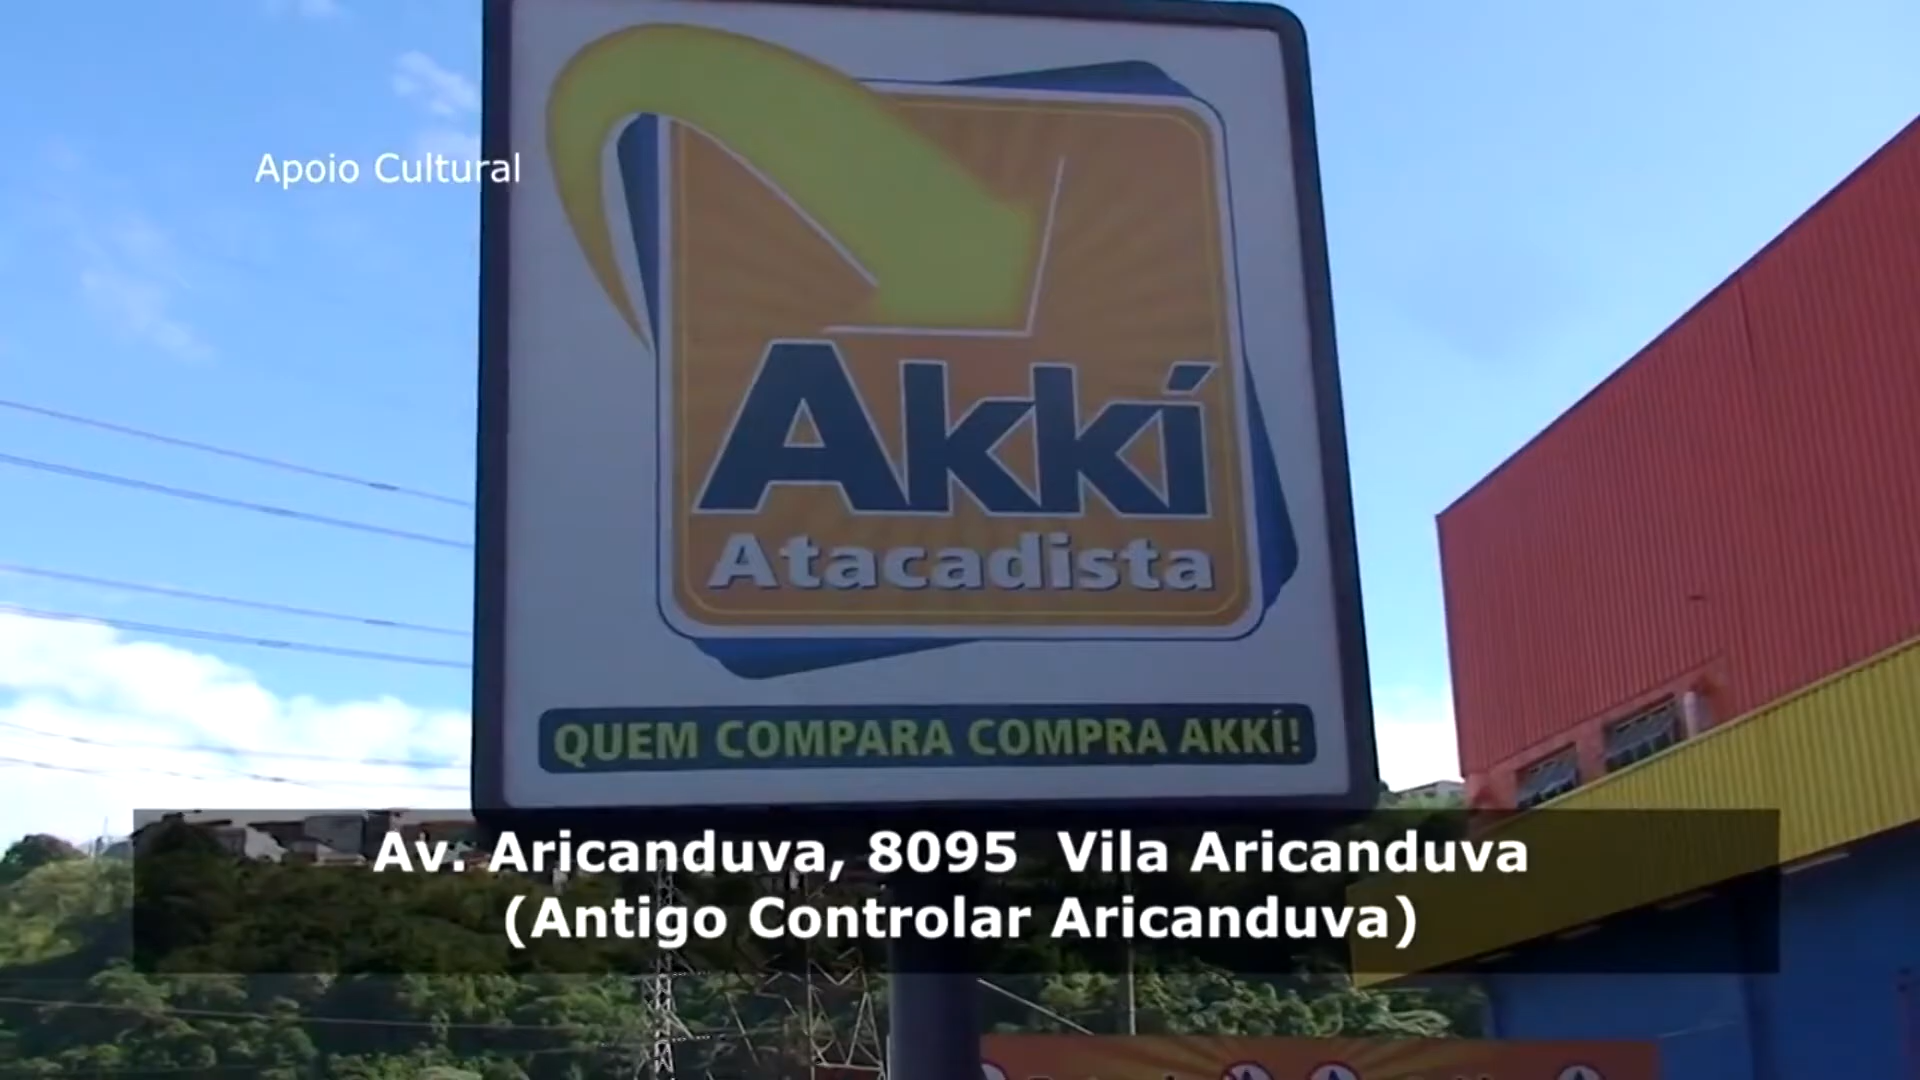 Apoio Cultural
Akkí
Atacadista
QUEM COMPARA COMPRA AKKÍ!
Av. Aricanduva, 8095  Vila Aricanduva
(Antigo Controlar Aricanduva)